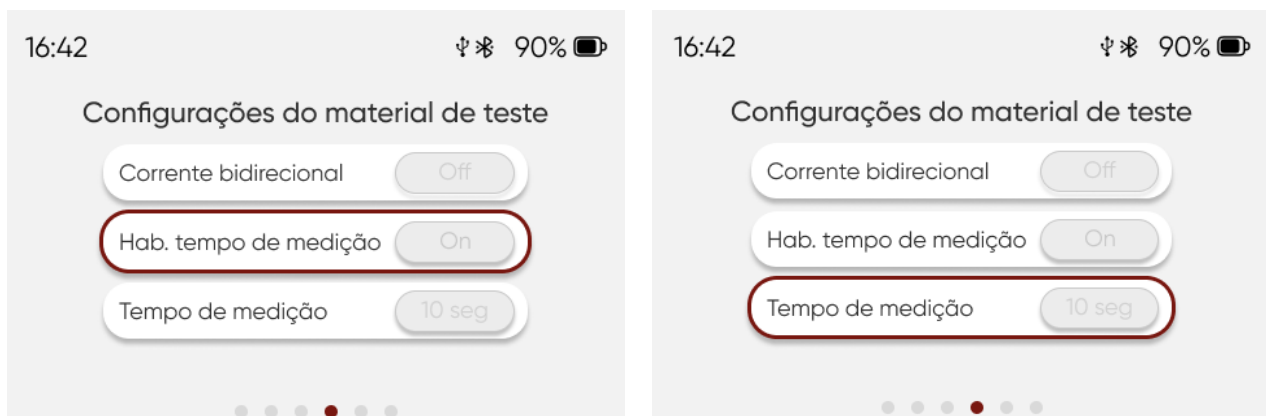 16:42 90%
Configurações do material de teste
Corrente bidirecional Off
Hab. tempo de medição On
Tempo de medição 10 seg
16:42 90%
Configurações do material de teste
Corrente bidirecional Off
Hab. tempo de medição On
Tempo de medição 10 seg